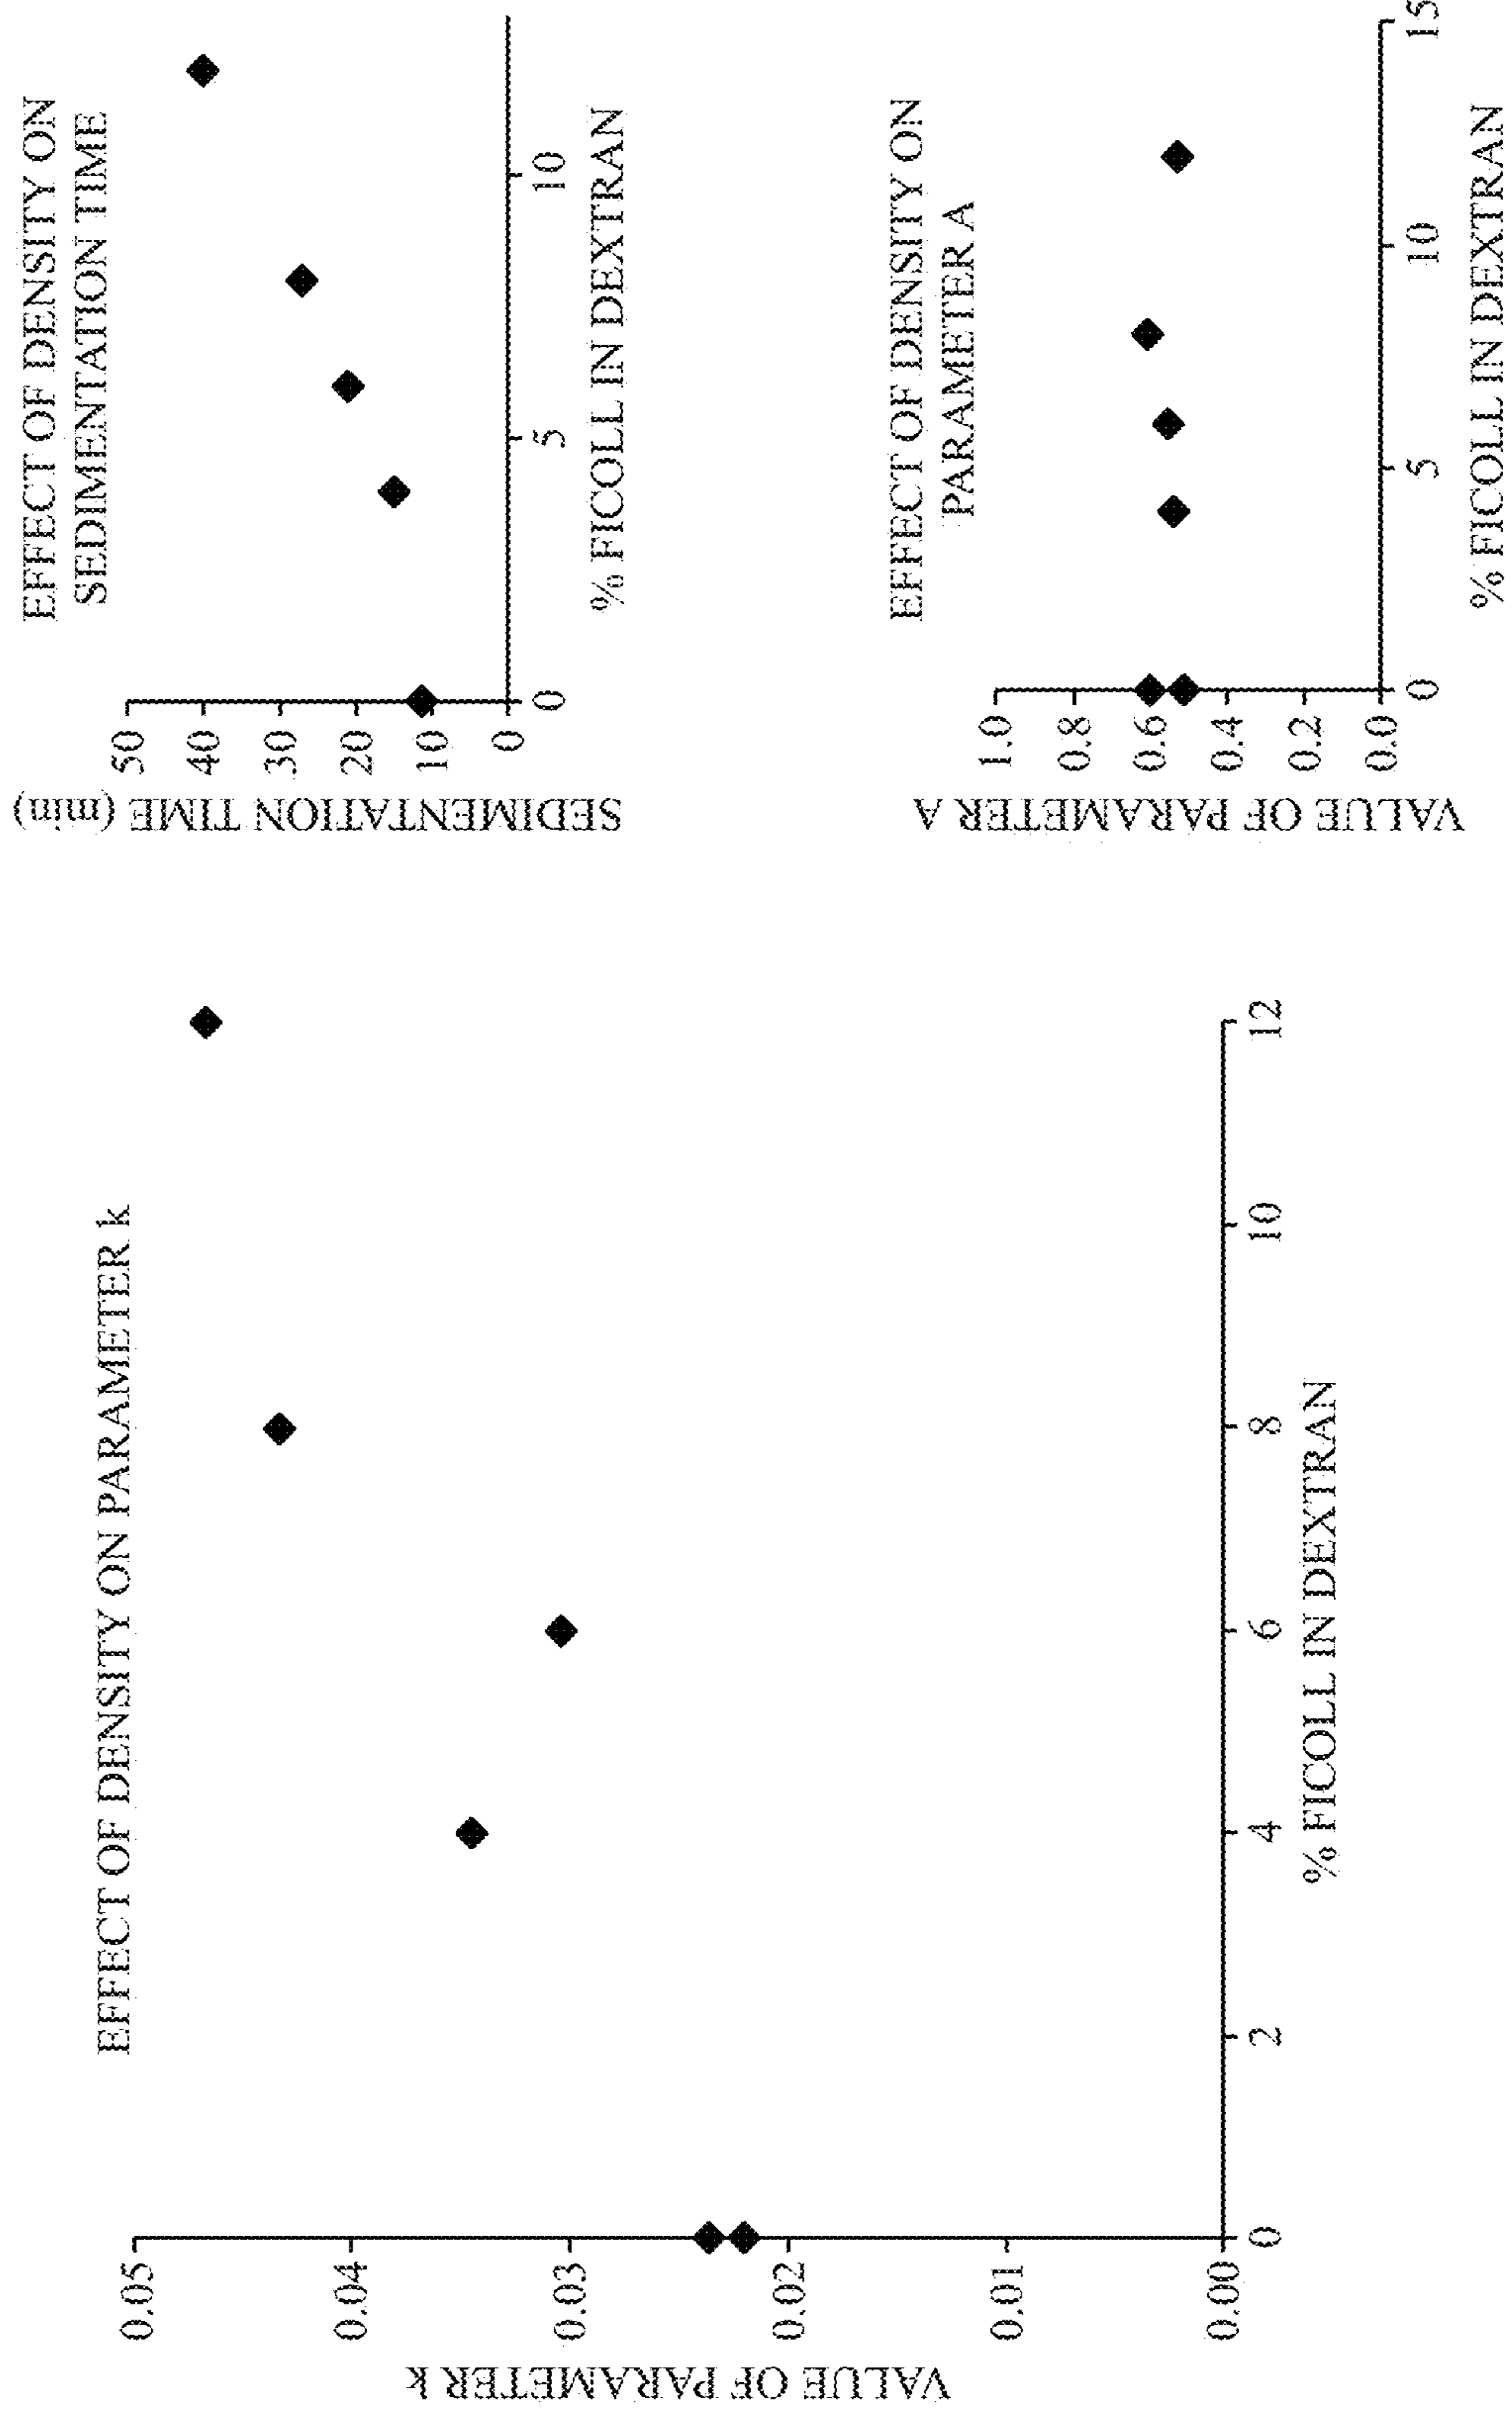 EFFECT OF DENSITY ON PARAMETER k
VALUE OF PARAMETER k
0.05
0.04
0.03
0.02
0.01
0.00
0 2 4 6 8 10 12
% FICOLL IN DEXTRAN
EFFECT OF DENSITY ON
SEDIMENTATION TIME
SEDIMENTATION TIME (min)
50
40
30
20
10
0
0 5 10
% FICOLL IN DEXTRAN
EFFECT OF DENSITY ON
PARAMETER A
VALUE OF PARAMETER A
1.0
0.8
0.6
0.4
0.2
0.0
0 5 10 15
% FICOLL IN DEXTRAN